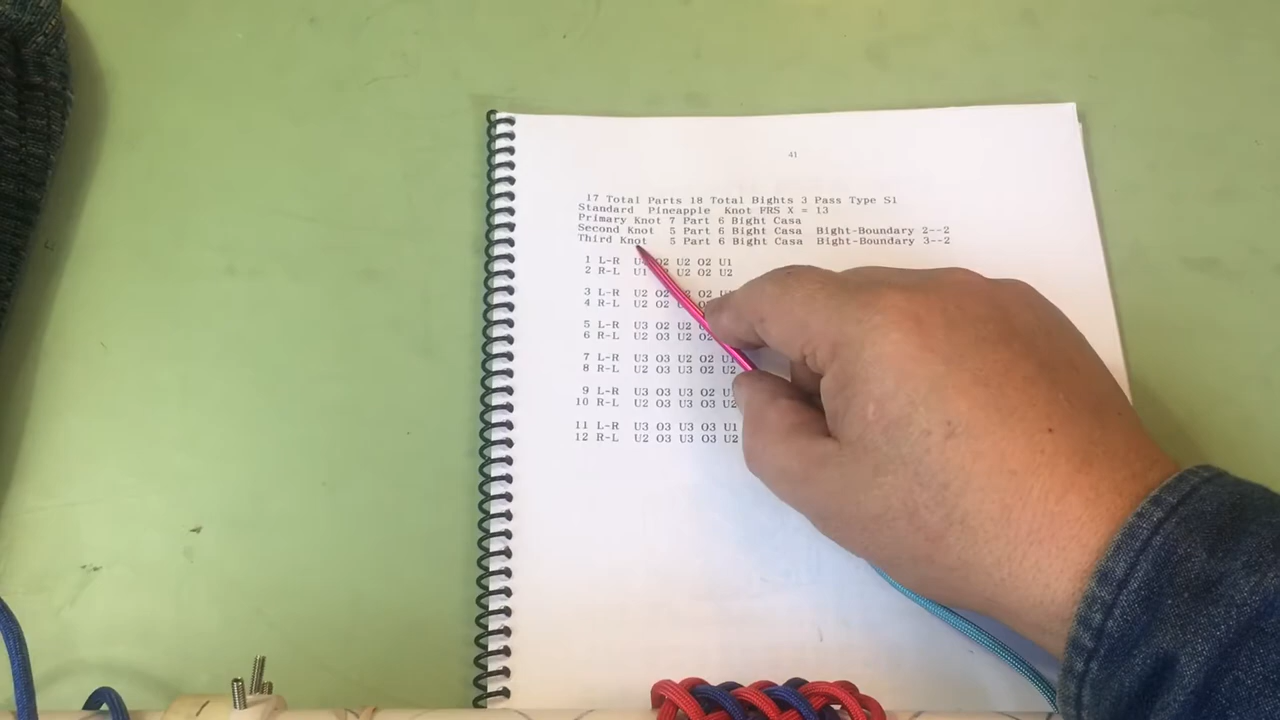 41
17 Total Parts 18 Total Bights 3 Pass Type S1
Standard Pineapple Knot FRS X = 13
Primary Knot 7 Part 6 Bight Casa
Second Knot 5 Part 6 Bight Casa Bight-Boundary 2--2
Third Knot 5 Part 6 Bight Casa Bight-Boundary 3--2
1 L-R O2 U2 O2 U1
2 R-L U1 U2 O2 U2
3 L-R U2 O2 O2
4 R-L U2 O2
5 L-R U3 O2 U2
6 R-L U2 O3 U2 O2
7 L-R U3 O3 U2 O2 U1
8 R-L U2 O3 U3 O2 U2
9 L-R U3 O3 U3 O2 U1
10 R-L U2 O3 U3 O3 U2
11 L-R U3 O3 U3 O3 U1
12 R-L U2 O3 U3 O3 U2